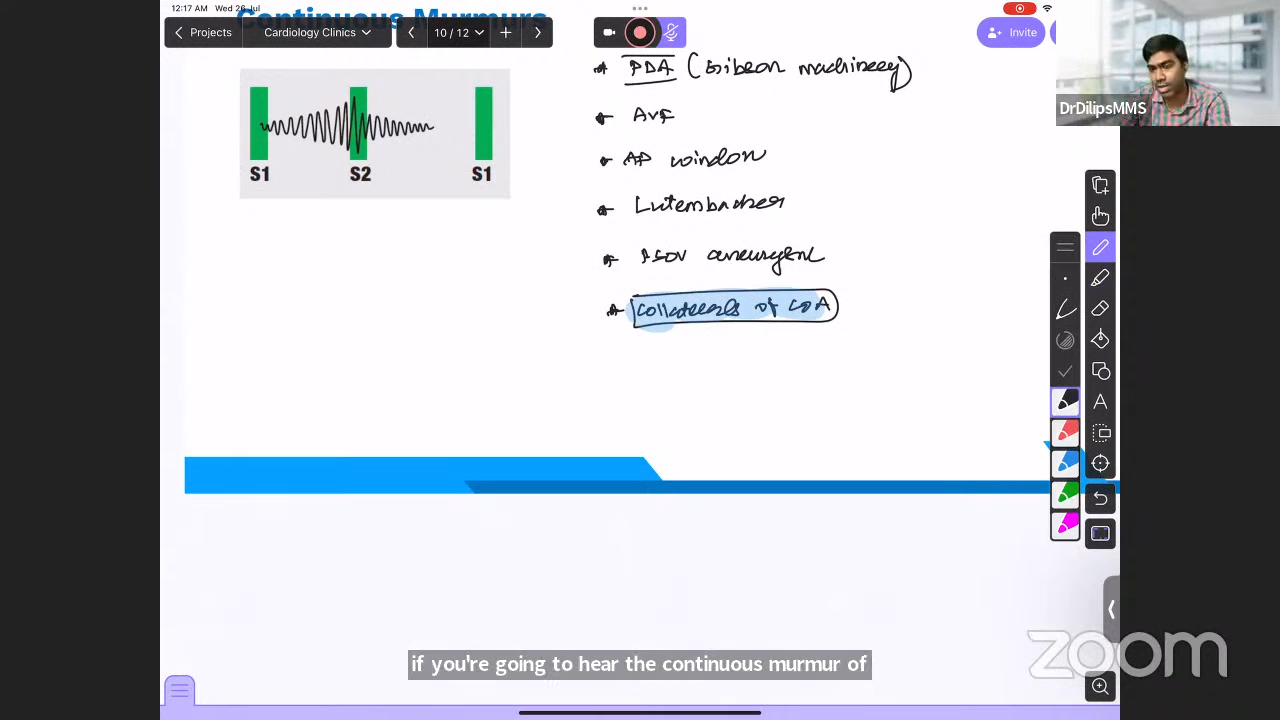 12:17 AM Wed 26 Jul
Continuous Murmurs
Projects
Cardiology Clinics
10 / 12
Invite
DrDilipsMMS
PDA (Gibson machinery)
AVF
AP window
Lutembacher
RSOV aneurysm
Collaterals of CoA
S1 S2 S1
A
if you're going to hear the continuous murmur of
zoom